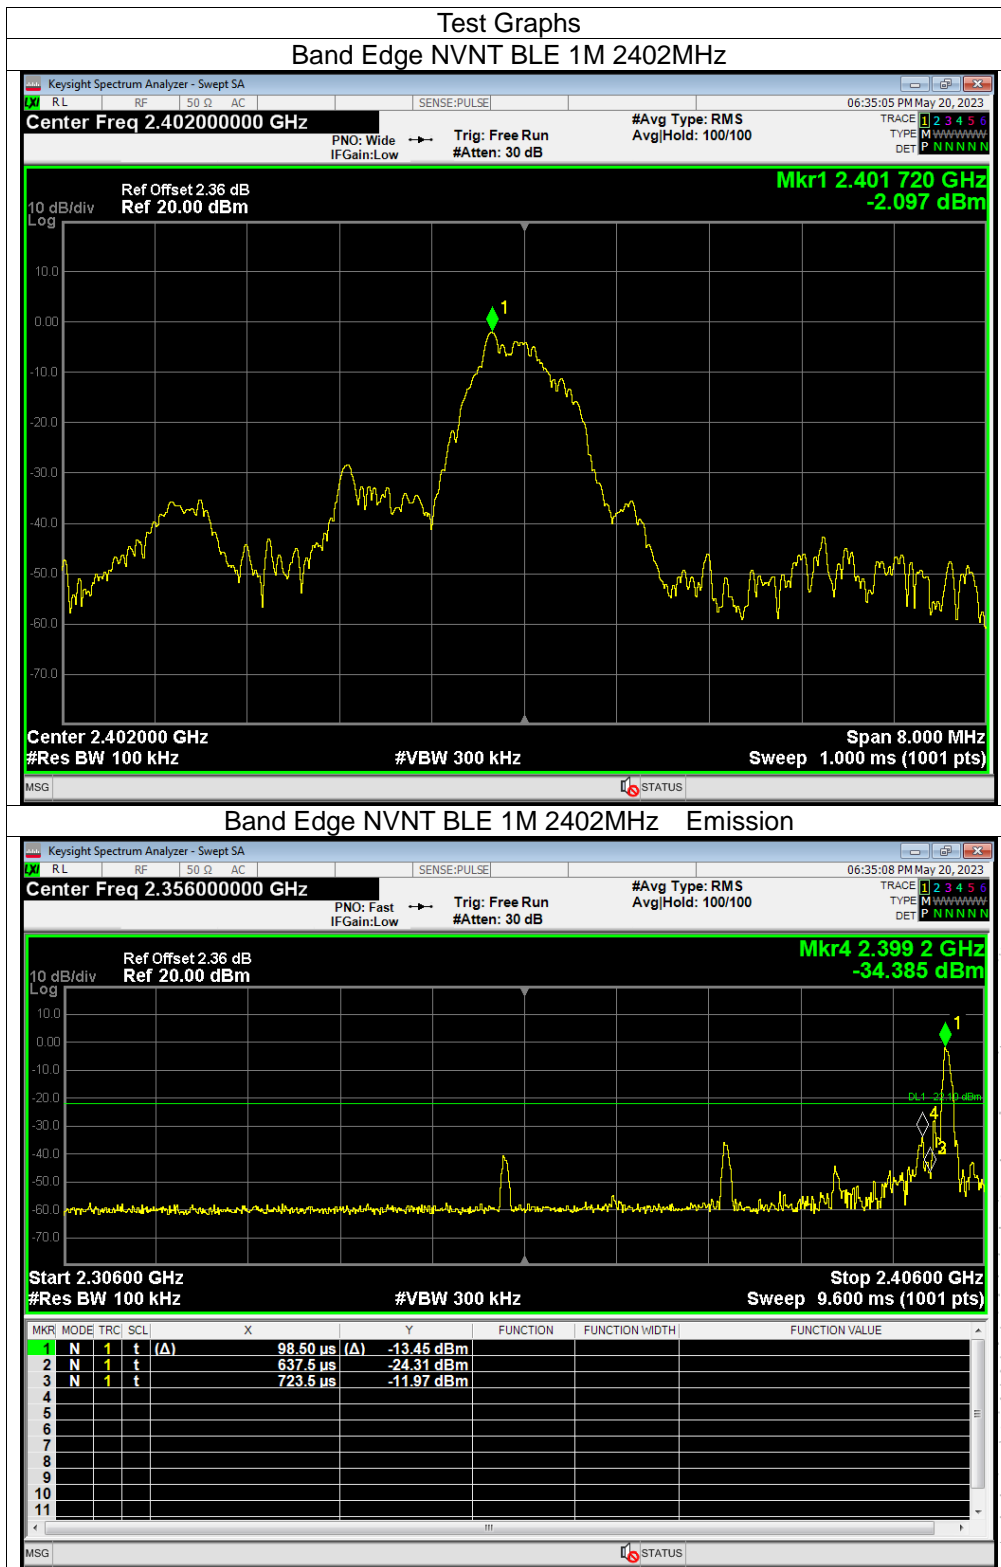 Test Graphs
Band Edge NVNT BLE 1M 2402MHz
Keysight Spectrum Analyzer - Swept SA
LXI RL RF 50 Ω AC SENSE:PULSE 06:35:05 PM May 20, 2023
Center Freq 2.402000000 GHz #Avg Type: RMS TRACE 1 2 3 4 5 6
PNO: Wide Trig: Free Run Avg|Hold: 100/100 TYPE M WWWWW
IFGain:Low #Atten: 30 dB DET P N N N N N
Mkr1 2.401 720 GHz
Ref Offset 2.36 dB
10 dB/div Ref 20.00 dBm -2.097 dBm
Log
10.0
1
0.00
-10.0
-20.0
-30.0
-40.0
-50.0
-60.0
-70.0
Center 2.402000 GHz Span 8.000 MHz
#Res BW 100 kHz #VBW 300 kHz Sweep 1.000 ms (1001 pts)
MSG STATUS
Band Edge NVNT BLE 1M 2402MHz Emission
Keysight Spectrum Analyzer - Swept SA
LXI RL RF 50 Ω AC SENSE:PULSE 06:35:08 PM May 20, 2023
Center Freq 2.356000000 GHz #Avg Type: RMS TRACE 1 2 3 4 5 6
PNO: Fast Trig: Free Run Avg|Hold: 100/100 TYPE M WWWWW
IFGain:Low #Atten: 30 dB DET P N N N N N
Mkr4 2.399 2 GHz
Ref Offset 2.36 dB
10 dB/div Ref 20.00 dBm -34.385 dBm
Log
10.0
1
0.00
-10.0
-20.0 DL1 -22.10 dBm
4
-30.0
-40.0 3
-50.0
-60.0
-70.0
Start 2.30600 GHz Stop 2.40600 GHz
#Res BW 100 kHz #VBW 300 kHz Sweep 9.600 ms (1001 pts)
MKR MODE TRC SCL X Y FUNCTION FUNCTION WIDTH FUNCTION VALUE
1 N 1 t (Δ) 98.50 µs (Δ) -13.45 dBm
2 N 1 t 637.5 µs -24.31 dBm
3 N 1 t 723.5 µs -11.97 dBm
4
5
6
7
8
9
10
11
MSG STATUS